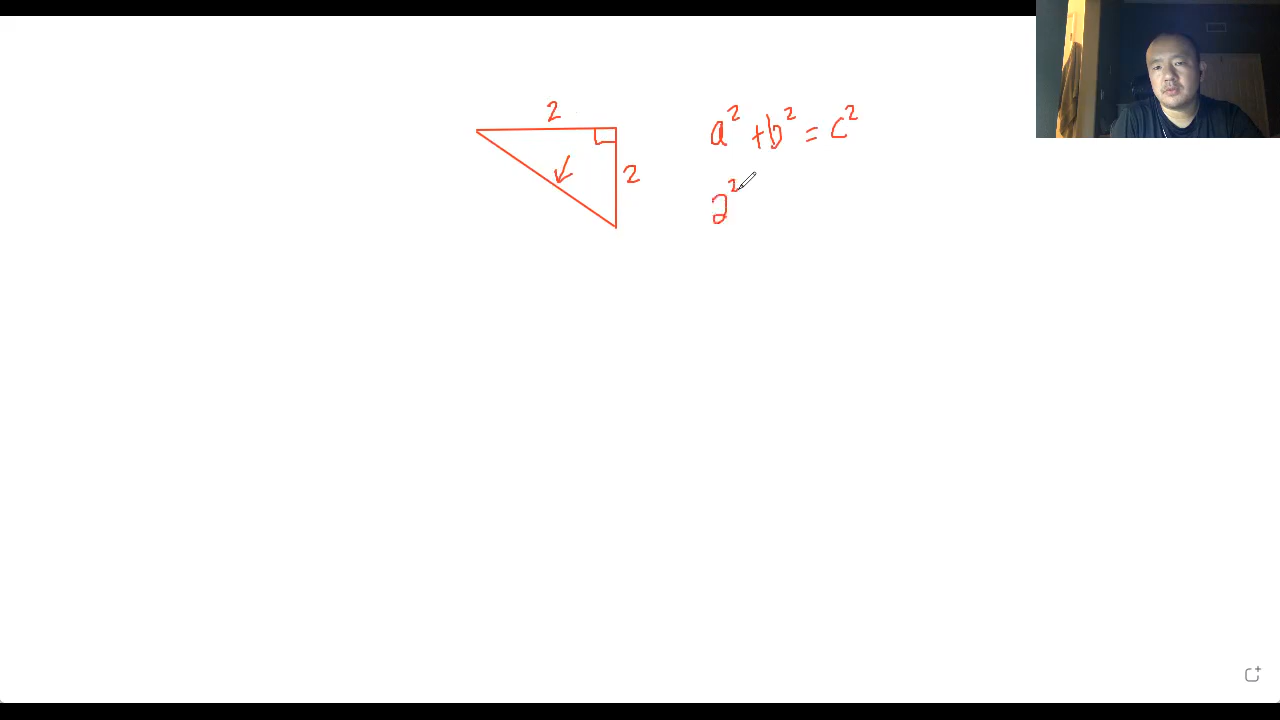 2
2
a² + b² = c²
2²